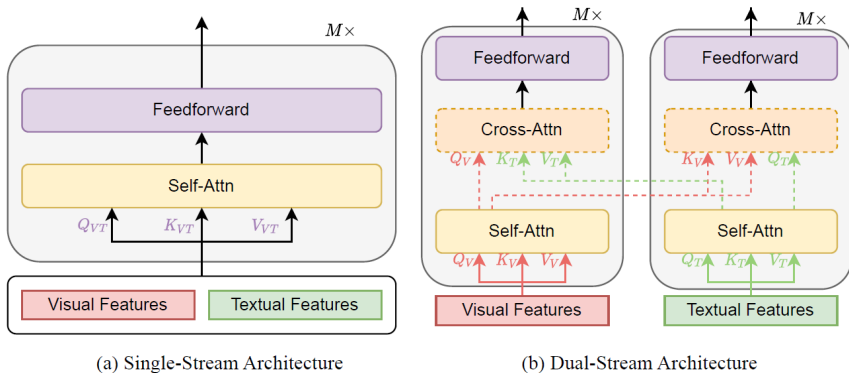 M×
Feedforward
Self-Attn
Q_VT K_VT V_VT
Visual Features Textual Features
(a) Single-Stream Architecture
M×
Feedforward
Cross-Attn
Q_V K_T V_T
Self-Attn
Q_V K_V V_V
Visual Features
M×
Feedforward
Cross-Attn
K_V V_V Q_T
Self-Attn
Q_T K_T V_T
Textual Features
(b) Dual-Stream Architecture